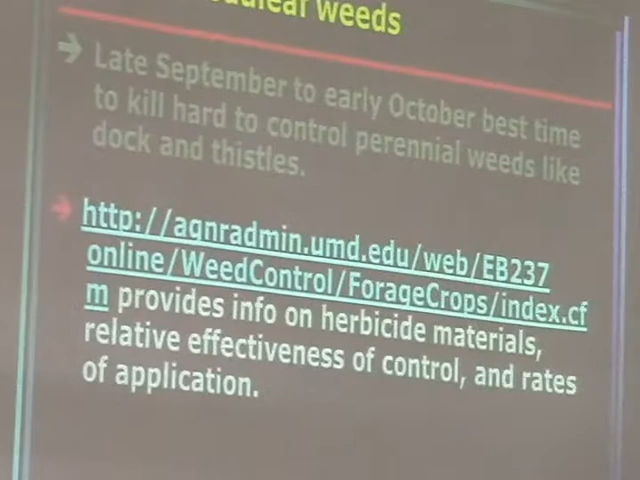 weeds
Late September to early October best time
to kill hard to control perennial weeds like
dock and thistles.
http://agnradmin.umd.edu/web/EB237
online/WeedControl/ForageCrops/index.cf
m provides info on herbicide materials,
relative effectiveness of control, and rates
of application.